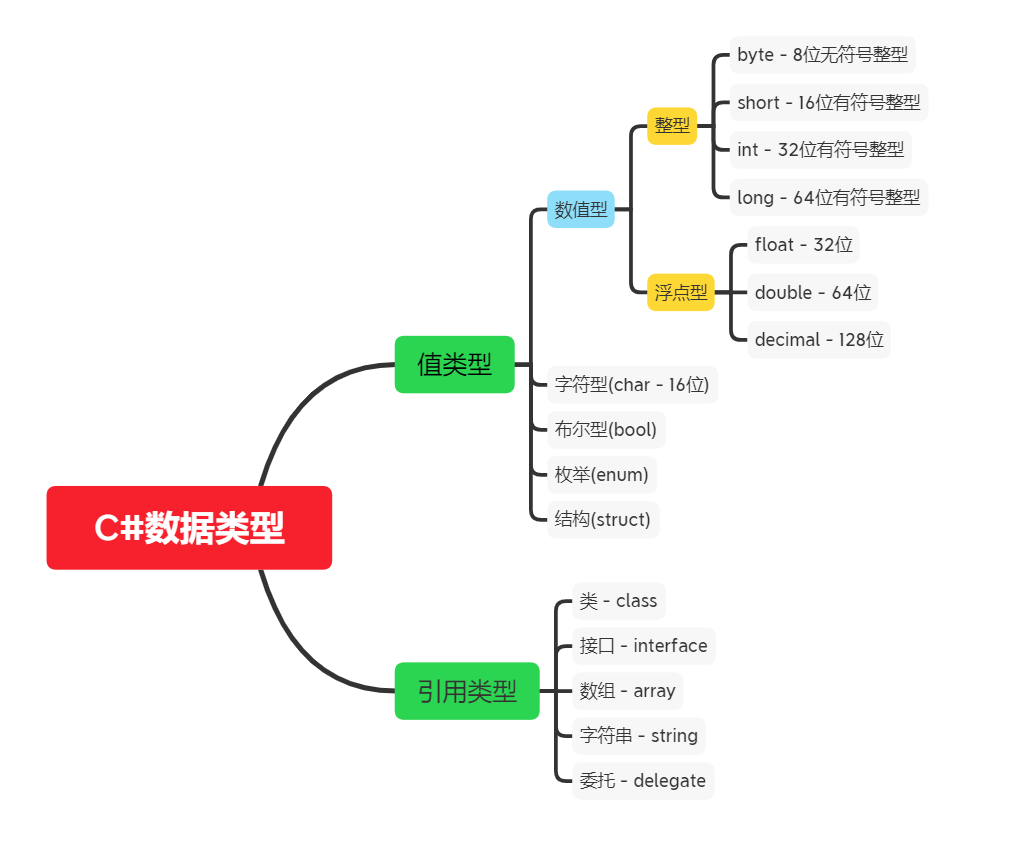 C#数据类型
值类型
数值型
整型
byte - 8位无符号整型
short - 16位有符号整型
int - 32位有符号整型
long - 64位有符号整型
浮点型
float - 32位
double - 64位
decimal - 128位
字符型(char - 16位)
布尔型(bool)
枚举(enum)
结构(struct)
引用类型
类 - class
接口 - interface
数组 - array
字符串 - string
委托 - delegate